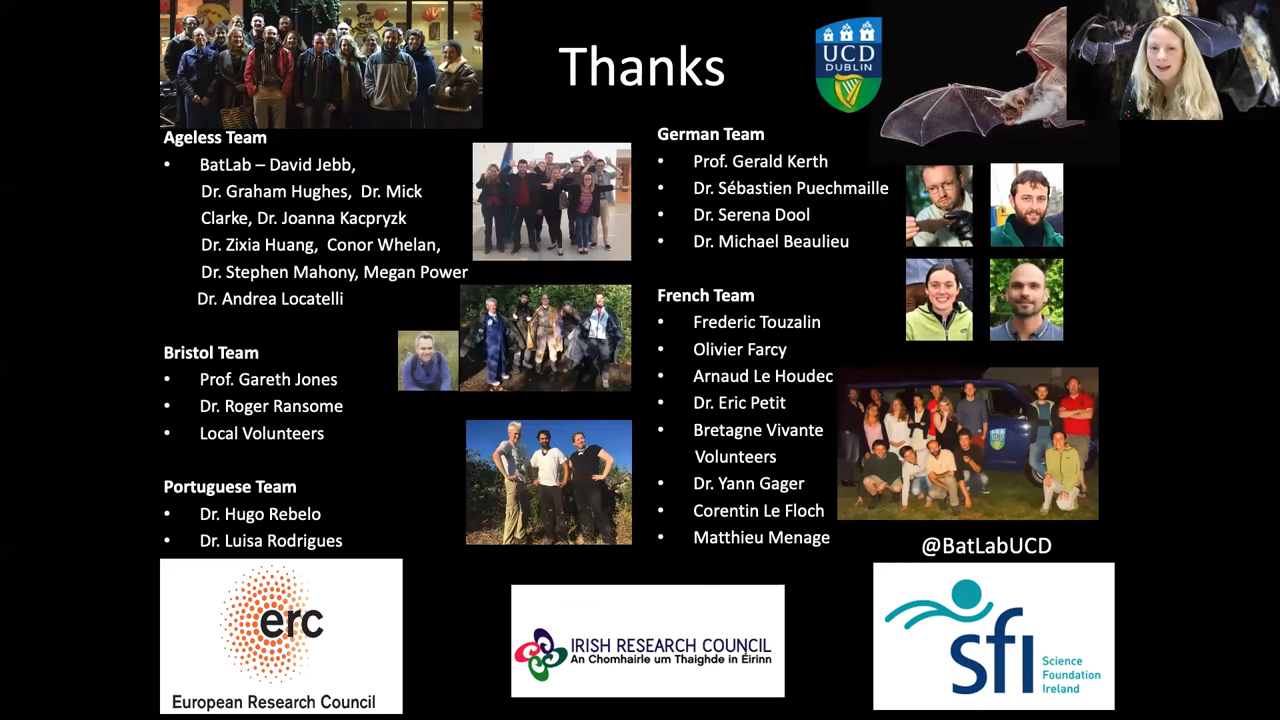 Thanks
UCD
DUBLIN
Ageless Team
• BatLab – David Jebb,
Dr. Graham Hughes, Dr. Mick
Clarke, Dr. Joanna Kacpryzk
Dr. Zixia Huang, Conor Whelan,
Dr. Stephen Mahony, Megan Power
Dr. Andrea Locatelli
Bristol Team
• Prof. Gareth Jones
• Dr. Roger Ransome
• Local Volunteers
Portuguese Team
• Dr. Hugo Rebelo
• Dr. Luisa Rodrigues
German Team
• Prof. Gerald Kerth
• Dr. Sébastien Puechmaille
• Dr. Serena Dool
• Dr. Michael Beaulieu
French Team
• Frederic Touzalin
• Olivier Farcy
• Arnaud Le Houdec
• Dr. Eric Petit
• Bretagne Vivante
Volunteers
• Dr. Yann Gager
• Corentin Le Floch
• Matthieu Menage
@BatLabUCD
erc
European Research Council
IRISH RESEARCH COUNCIL
An Chomhairle um Thaighde in Éirinn
sfi
Science
Foundation
Ireland